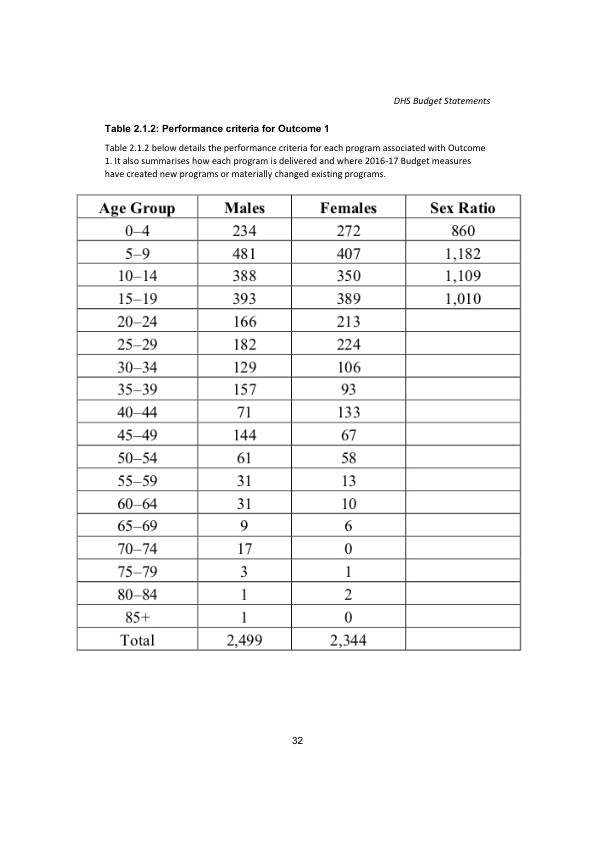 DHS Budget Statements
Table 2.1.2: Performance criteria for Outcome 1
Table 2.1.2 below details the performance criteria for each program associated with Outcome
1. It also summarises how each program is delivered and where 2016-17 Budget measures
have created new programs or materially changed existing programs.
Age Group Males Females Sex Ratio
0–4 234 272 860
5–9 481 407 1,182
10–14 388 350 1,109
15–19 393 389 1,010
20–24 166 213
25–29 182 224
30–34 129 106
35–39 157 93
40–44 71 133
45–49 144 67
50–54 61 58
55–59 31 13
60–64 31 10
65–69 9 6
70–74 17 0
75–79 3 1
80–84 1 2
85+ 1 0
Total 2,499 2,344
32